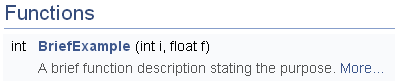 Functions
int BriefExample (int i, float f)
A brief function description stating the purpose. More...